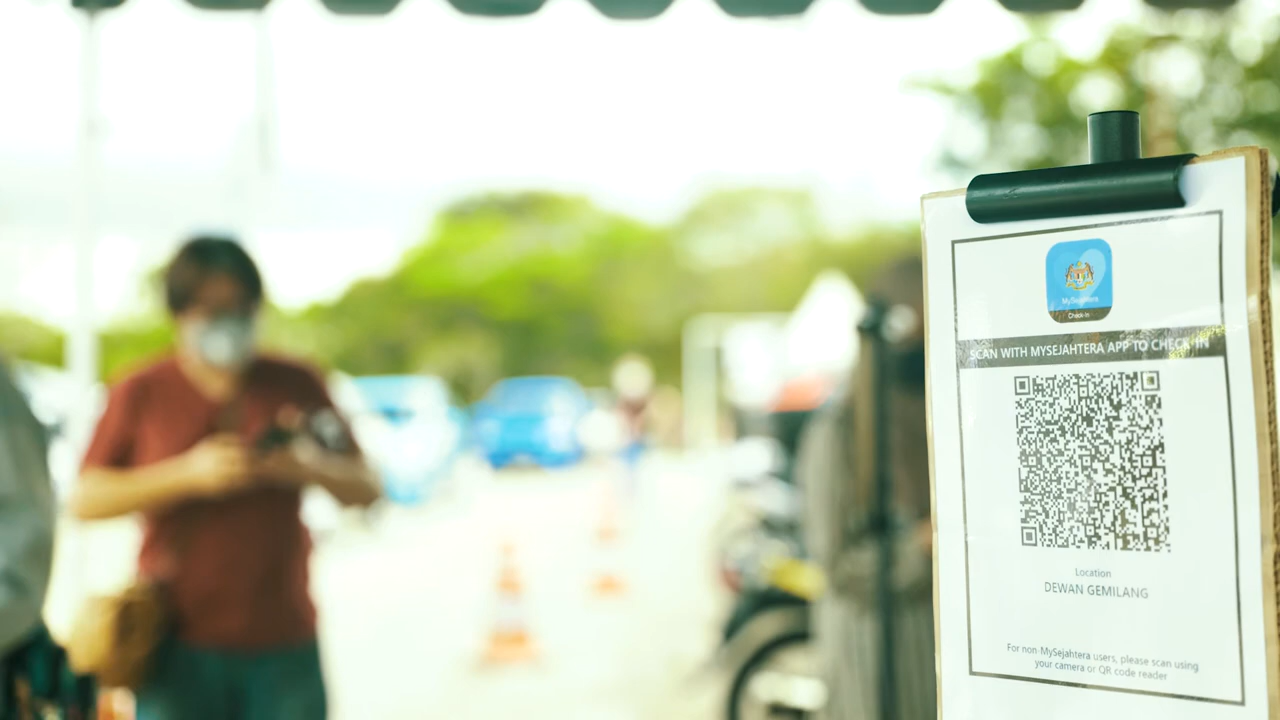 MySejahtera
Check-in
SCAN WITH MYSEJAHTERA APP TO CHECK-IN
Location
DEWAN GEMILANG
For non-MySejahtera users, please scan using
your camera or QR code reader